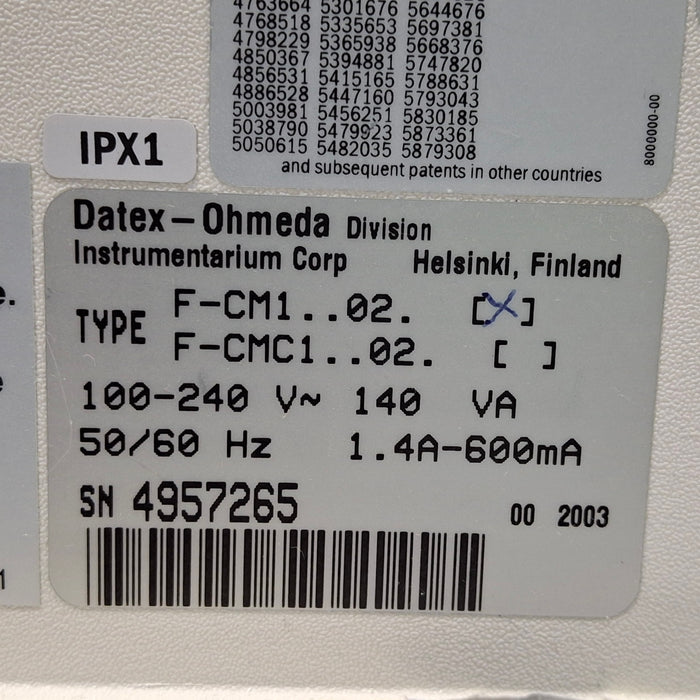 4763664 5301676 5644676
4768518 5335653 5697381
4798229 5365938 5668376
4850367 5394881 5747820
4856531 5415165 5788631
4886528 5447160 5793043
5003981 5456251 5830185
5038790 5479923 5873361
5050615 5482035 5879308
and subsequent patents in other countries
8000000-00
IPX1
Datex-Ohmeda Division
Instrumentarium Corp Helsinki, Finland
TYPE F-CM1..02. [X]
F-CMC1..02. [ ]
100-240 V~ 140 VA
50/60 Hz 1.4A-600mA
SN 4957265 00 2003